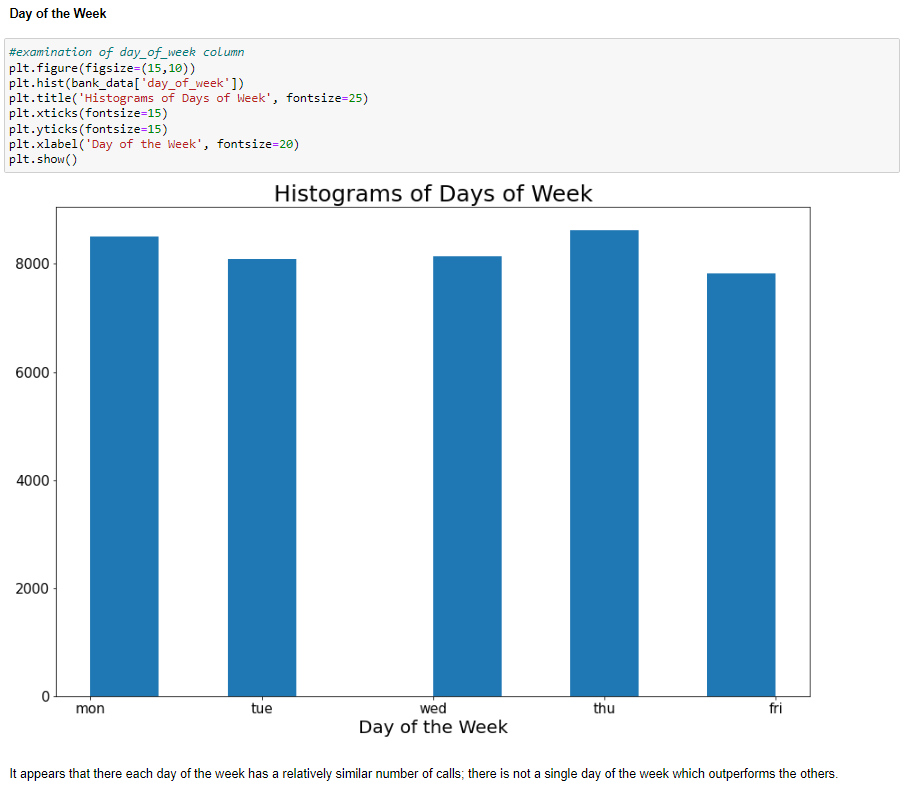 Day of the Week
#examination of day_of_week column
plt.figure(figsize=(15,10))
plt.hist(bank_data['day_of_week'])
plt.title('Histograms of Days of Week', fontsize=25)
plt.xticks(fontsize=15)
plt.yticks(fontsize=15)
plt.xlabel('Day of the Week', fontsize=20)
plt.show()
Histograms of Days of Week
8000
6000
4000
2000
0
mon tue wed thu fri
Day of the Week
It appears that there each day of the week has a relatively similar number of calls; there is not a single day of the week which outperforms the others.